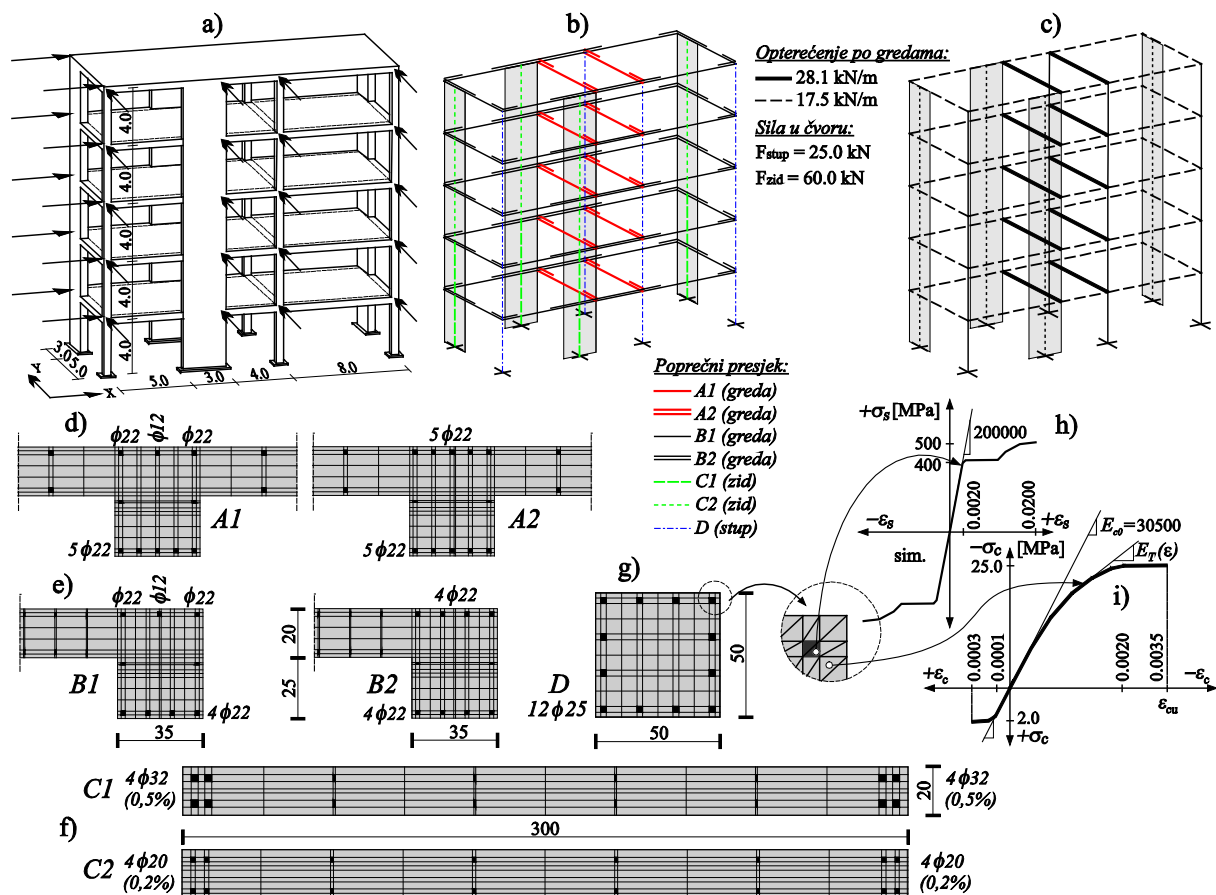 a)
4.0
4.0
4.0
4.0
4.0
3.0
5.0
Y
X
5.0
3.0
4.0
8.0
b)
Opterećenje po gredama:
28.1 kN/m
17.5 kN/m
Sila u čvoru:
Fstup = 25.0 kN
Fzid = 60.0 kN
c)
Poprečni presjek:
A1 (greda)
A2 (greda)
B1 (greda)
B2 (greda)
C1 (zid)
C2 (zid)
D (stup)
d)
ϕ22
ϕ12
ϕ22
A1
5ϕ22
5ϕ22
A2
5ϕ22
e)
ϕ22
ϕ12
ϕ22
B1
4ϕ22
20
25
35
4ϕ22
B2
4ϕ22
35
g)
D
12ϕ25
50
50
h)
+σs [MPa]
200000
500
400
0.0020
0.0200
−εs
+εs
sim.
i)
−σc [MPa]
Ec0=30500
ET(ε)
25.0
0.0003
0.0001
0.0020
0.0035
+εc
−εc
εcu
2.0
+σc
f)
C1
4ϕ32
(0,5%)
20
4ϕ32
(0,5%)
300
C2
4ϕ20
(0,2%)
4ϕ20
(0,2%)